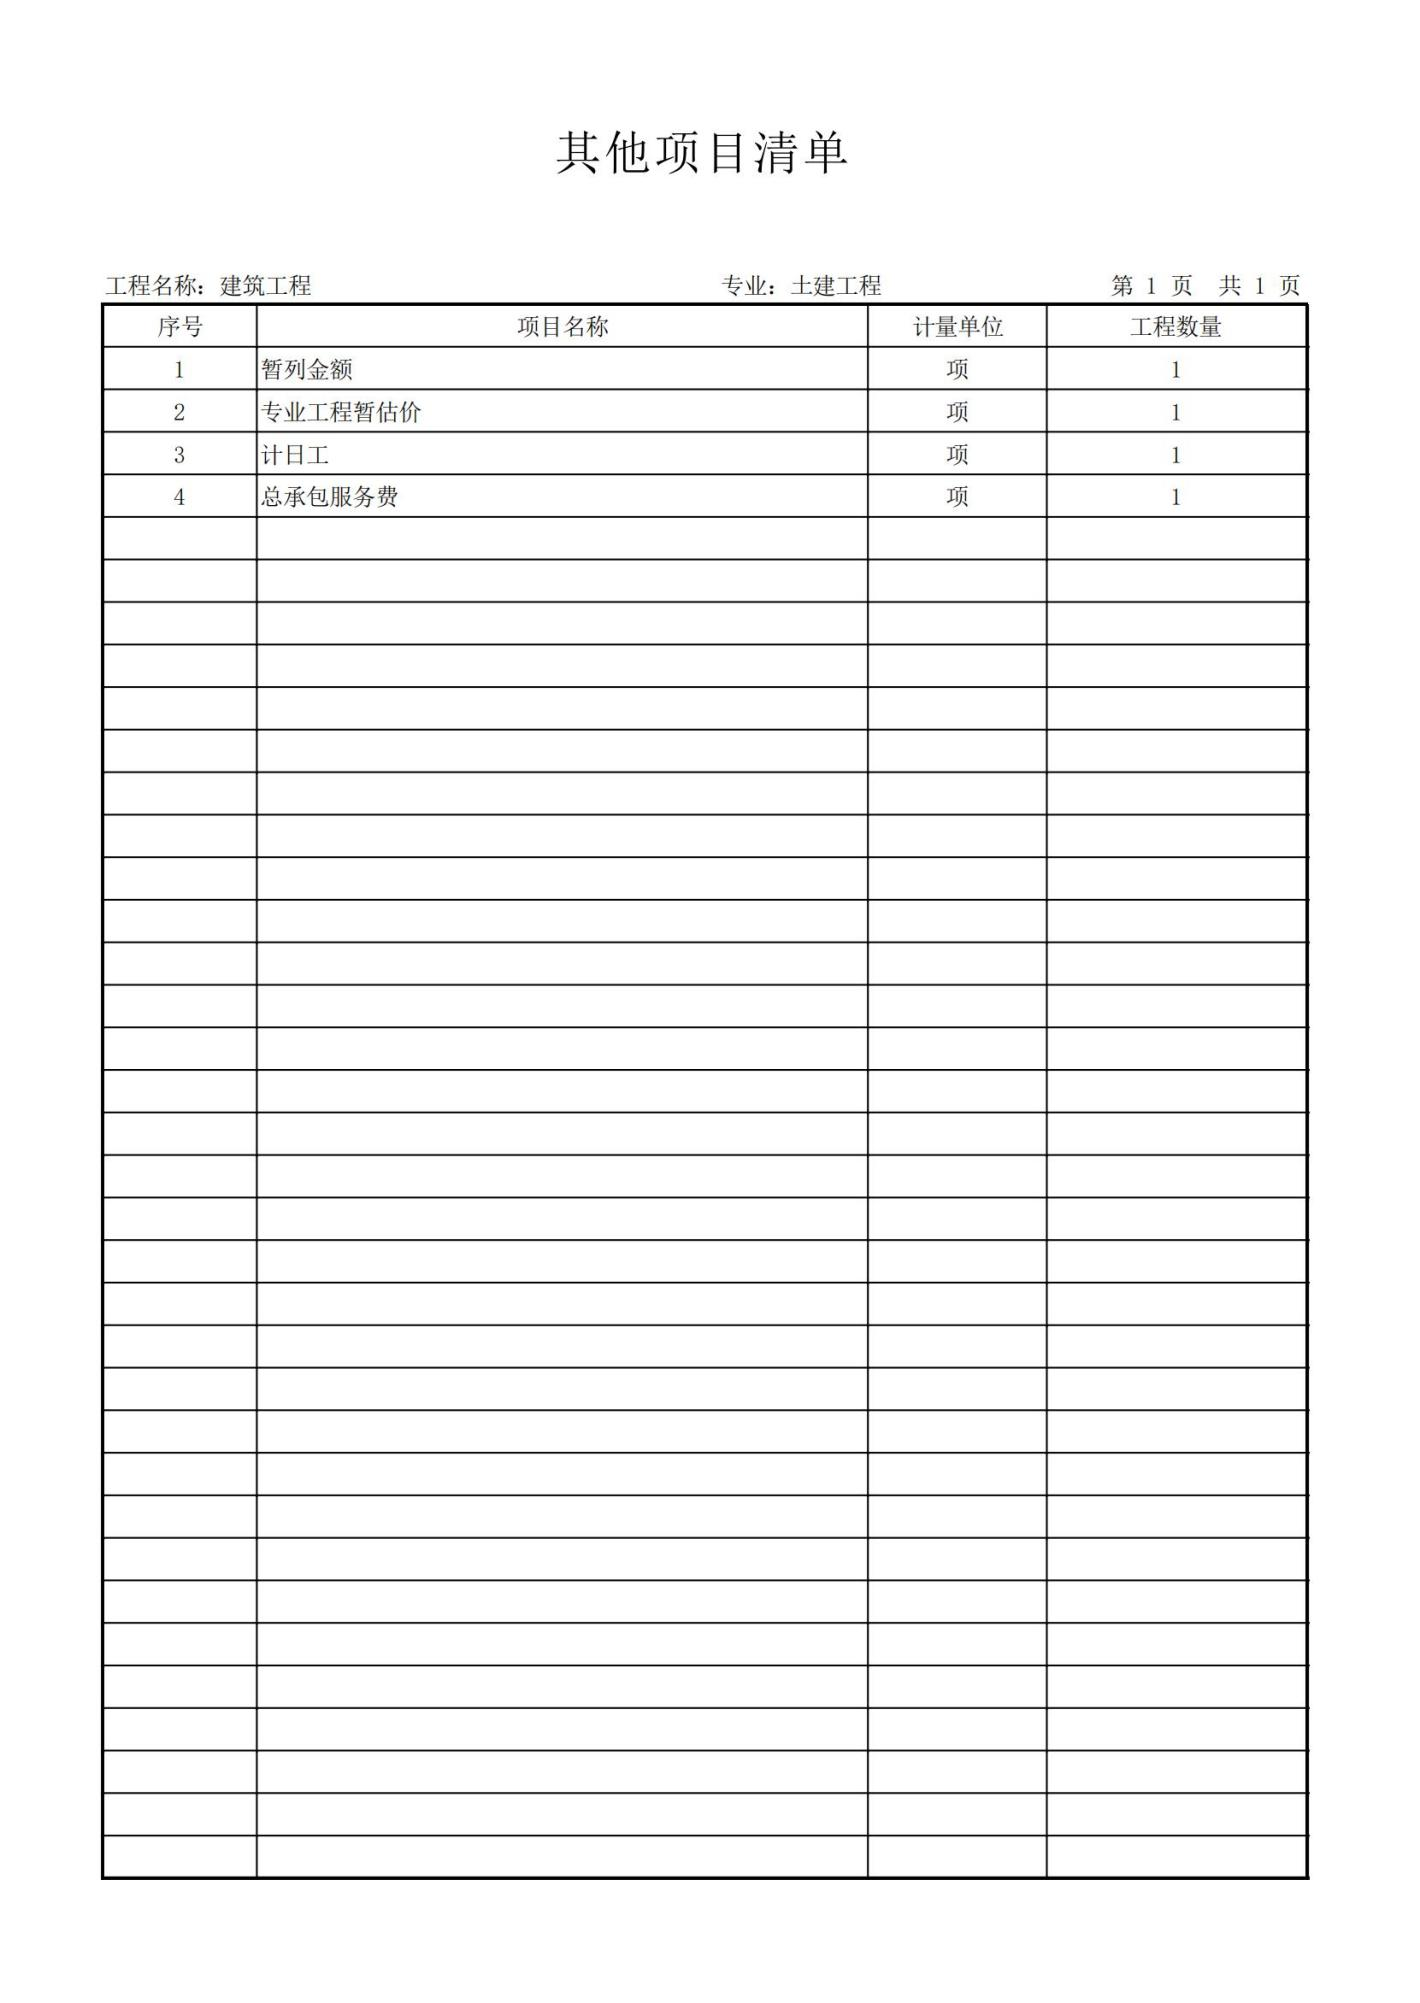 其他项目清单
工程名称：建筑工程 专业：土建工程 第 1 页 共 1 页
序号 项目名称 计量单位 工程数量
1 暂列金额 项 1
2 专业工程暂估价 项 1
3 计日工 项 1
4 总承包服务费 项 1